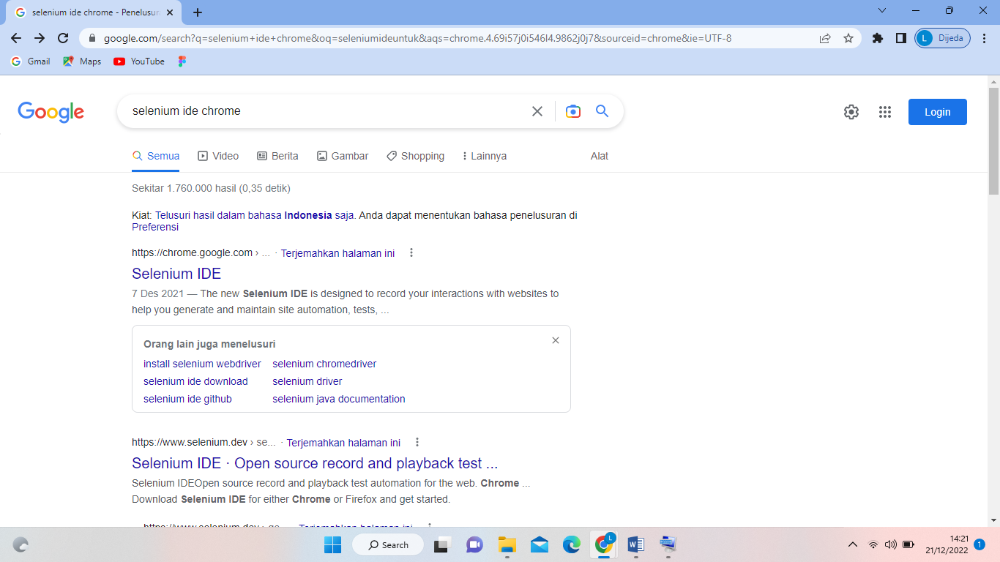 selenium ide chrome - Penelusur
google.com/search?q=selenium+ide+chrome&oq=seleniumideuntuk&aqs=chrome.4.69i57j0i546l4.9862j0j7&sourceid=chrome&ie=UTF-8
L Dijeda
Gmail Maps YouTube
Google
selenium ide chrome
Login
Semua Video Berita Gambar Shopping Lainnya Alat
Sekitar 1.760.000 hasil (0,35 detik)
Kiat: Telusuri hasil dalam bahasa Indonesia saja. Anda dapat menentukan bahasa penelusuran di
Preferensi
https://chrome.google.com › ... · Terjemahkan halaman ini
Selenium IDE
7 Des 2021 — The new Selenium IDE is designed to record your interactions with websites to
help you generate and maintain site automation, tests, ...
Orang lain juga menelusuri
install selenium webdriver selenium chromedriver
selenium ide download selenium driver
selenium ide github selenium java documentation
https://www.selenium.dev › se... · Terjemahkan halaman ini
Selenium IDE · Open source record and playback test ...
Selenium IDEOpen source record and playback test automation for the web. Chrome ...
Download Selenium IDE for either Chrome or Firefox and get started.
https://www.selenium.dev › se... · Terjemahkan halaman ini
Search
L
14:21
21/12/2022
1